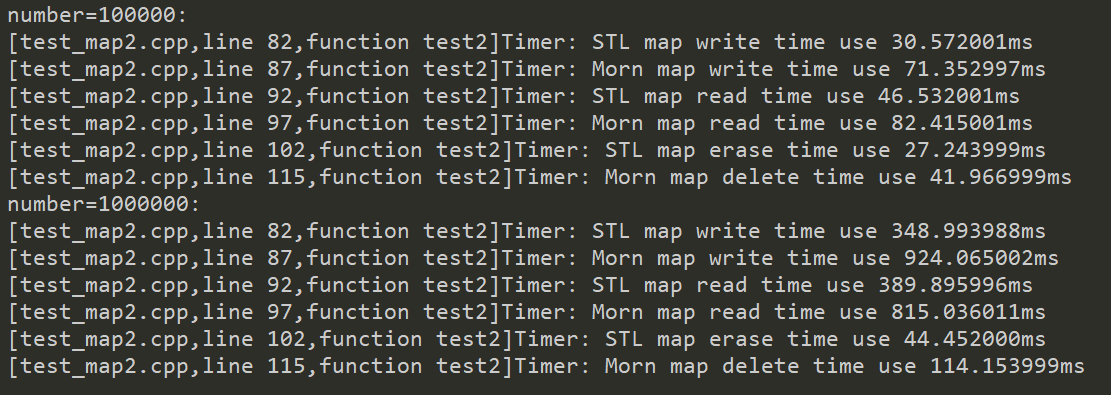 number=100000:
[test_map2.cpp,line 82,function test2]Timer: STL map write time use 30.572001ms
[test_map2.cpp,line 87,function test2]Timer: Morn map write time use 71.352997ms
[test_map2.cpp,line 92,function test2]Timer: STL map read time use 46.532001ms
[test_map2.cpp,line 97,function test2]Timer: Morn map read time use 82.415001ms
[test_map2.cpp,line 102,function test2]Timer: STL map erase time use 27.243999ms
[test_map2.cpp,line 115,function test2]Timer: Morn map delete time use 41.966999ms
number=1000000:
[test_map2.cpp,line 82,function test2]Timer: STL map write time use 348.993988ms
[test_map2.cpp,line 87,function test2]Timer: Morn map write time use 924.065002ms
[test_map2.cpp,line 92,function test2]Timer: STL map read time use 389.895996ms
[test_map2.cpp,line 97,function test2]Timer: Morn map read time use 815.036011ms
[test_map2.cpp,line 102,function test2]Timer: STL map erase time use 44.452000ms
[test_map2.cpp,line 115,function test2]Timer: Morn map delete time use 114.153999ms